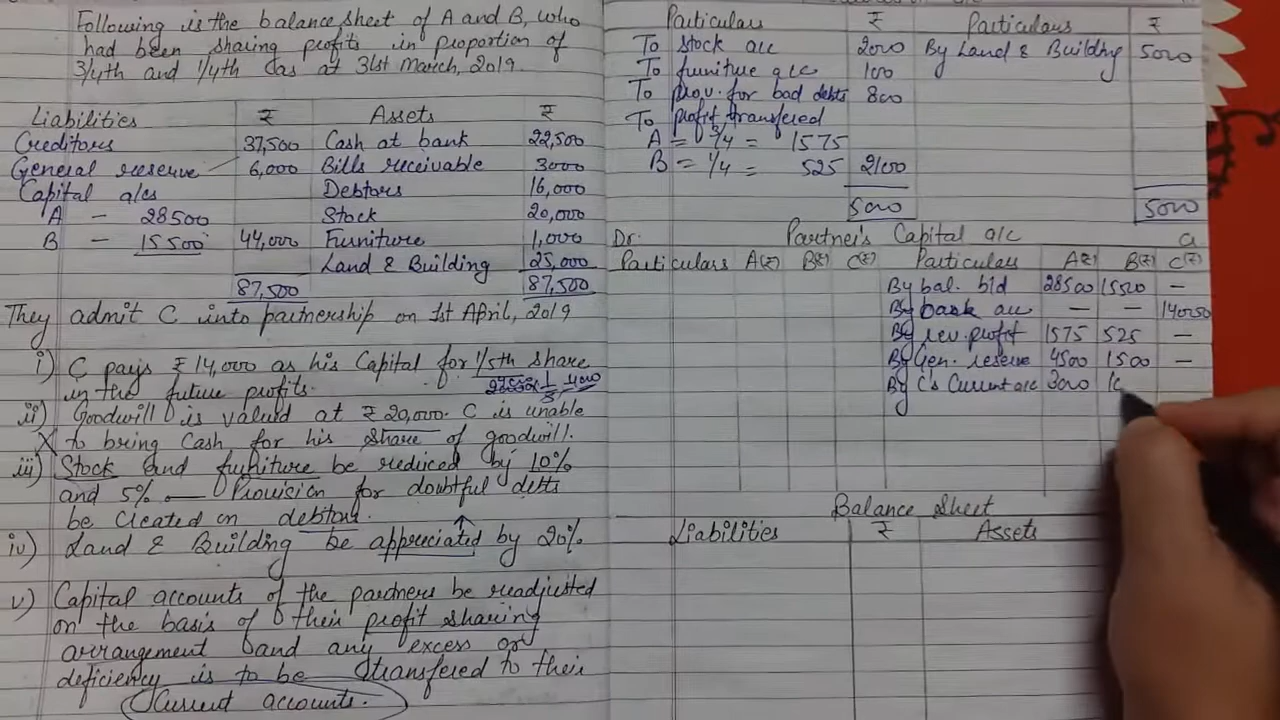 Following is the balance sheet of A and B, who
had been sharing profits in proportion of
3/4th and 1/4th as at 31st March, 2019.
Liabilities ₹ Assets ₹
Creditors 37,500 Cash at bank 22,500
General reserve 6,000 Bills receivable 3000
Capital a/cs Debtors 16,000
A - 28500 Stock 20,000
B - 15500 44,000 Furniture 1,000
Land & Building 25,000
87,500 87,500
They admit C into partnership on 1st April, 2019
i) C pays ₹ 14,000 as his Capital for 1/5th share
in the future profits.
ii) Goodwill is valued at ₹ 20,000. C is unable
to bring Cash for his share of goodwill.
iii) Stock and furniture be reduced by 10%
and 5%. Provision for doubtful debts
be created on debtors.
iv) Land & Building be appreciated by 20%
v) Capital accounts of the partners be readjusted
on the basis of their profit sharing
arrangement and any excess or
deficiency is to be transfered to their
Current accounts.
Particulars ₹ Particulars ₹
To stock a/c 2000 By Land & Building 5000
To furniture a/c 100
To prov. for bad debts 800
To profit transfered
A = 3/4 = 1575
B = 1/4 = 525 2100
5000 5000
Dr. Partner's Capital a/c
Particulars A(₹) B(₹) C(₹) Particulars A(₹) B(₹) C(₹)
By bal. b/d 28500 15500 -
By bank a/c - -
By rev. profit 1575 525 -
By Gen. reserve 4500 1500 -
By C's Current a/c 3000
Balance Sheet
Liabilities ₹ Assets